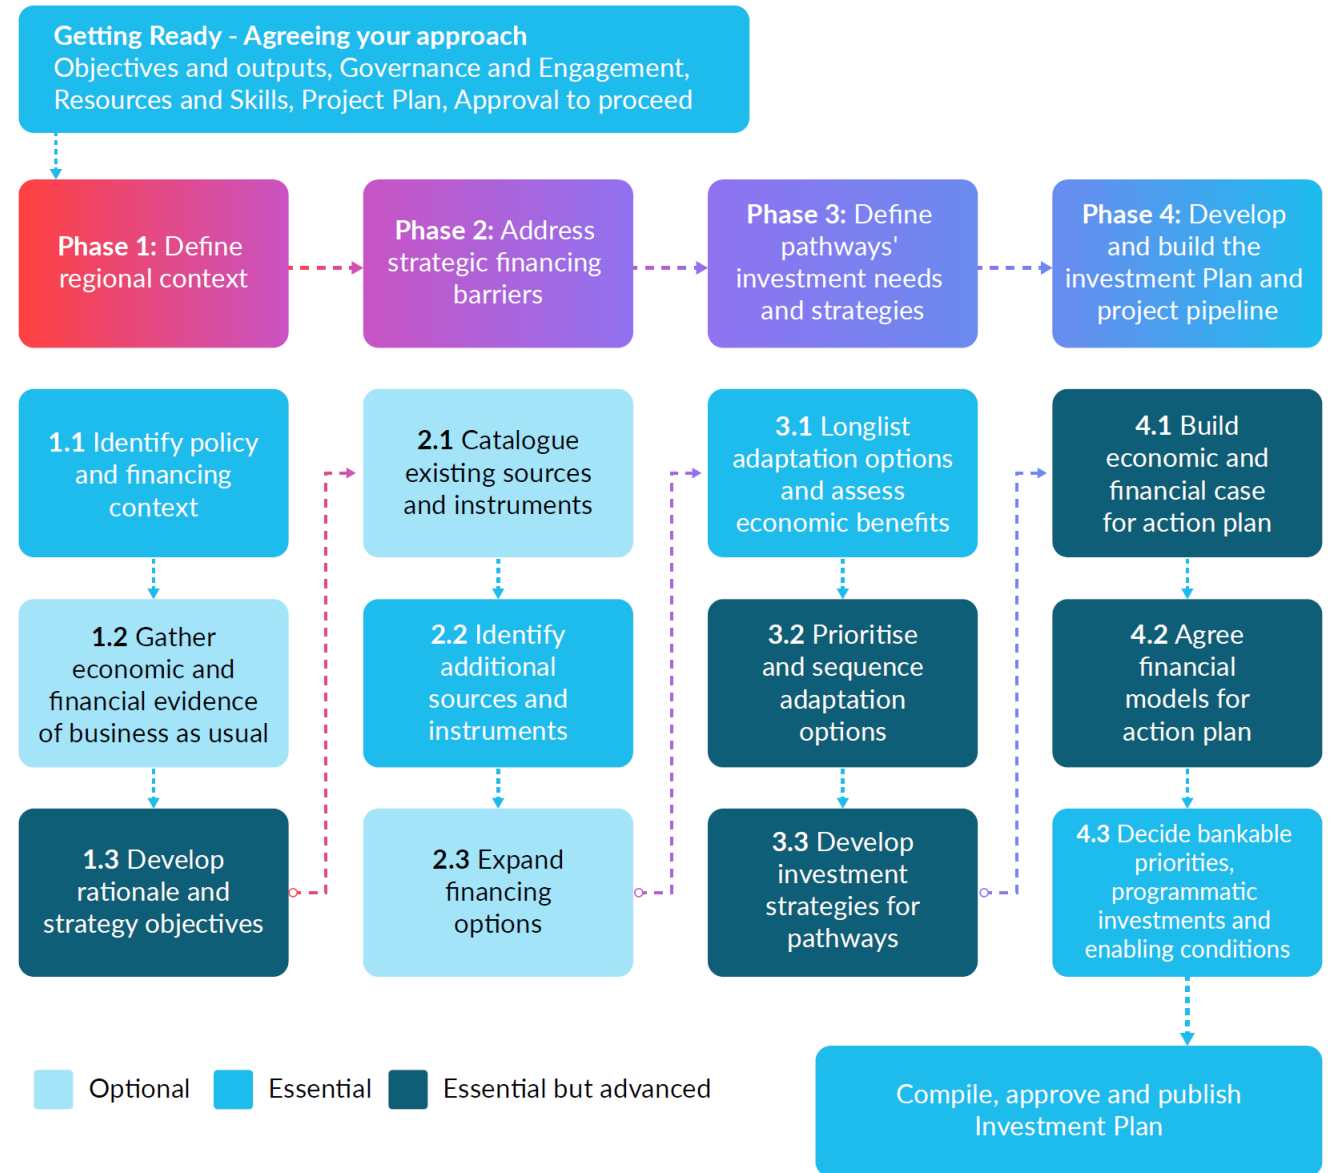 Getting Ready - Agreeing your approach
Objectives and outputs, Governance and Engagement,
Resources and Skills, Project Plan, Approval to proceed
Phase 1: Define
regional context
Phase 2: Address
strategic financing
barriers
Phase 3: Define
pathways'
investment needs
and strategies
Phase 4: Develop
and build the
investment Plan and
project pipeline
1.1 Identify policy
and financing
context
1.2 Gather
economic and
financial evidence
of business as usual
1.3 Develop
rationale and
strategy objectives
2.1 Catalogue
existing sources
and instruments
2.2 Identify
additional
sources and
instruments
2.3 Expand
financing
options
3.1 Longlist
adaptation options
and assess
economic benefits
3.2 Prioritise
and sequence
adaptation
options
3.3 Develop
investment
strategies for
pathways
4.1 Build
economic and
financial case
for action plan
4.2 Agree
financial
models for
action plan
4.3 Decide bankable
priorities,
programmatic
investments and
enabling conditions
Compile, approve and publish
Investment Plan
Optional
Essential
Essential but advanced